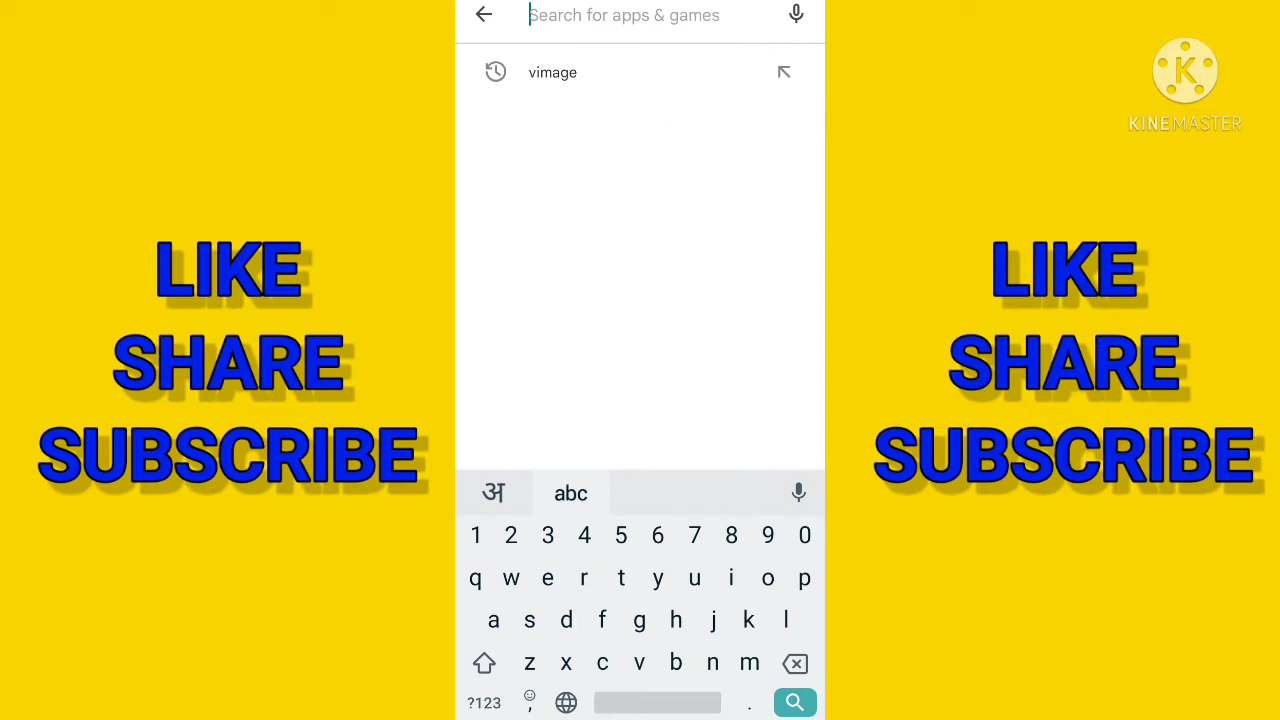 Search for apps & games
vimage
KINEMASTER
LIKE
SHARE
SUBSCRIBE
LIKE
SHARE
SUBSCRIBE
अ abc
1 2 3 4 5 6 7 8 9 0
q w e r t y u i o p
a s d f g h j k l
z x c v b n m
?123 , .